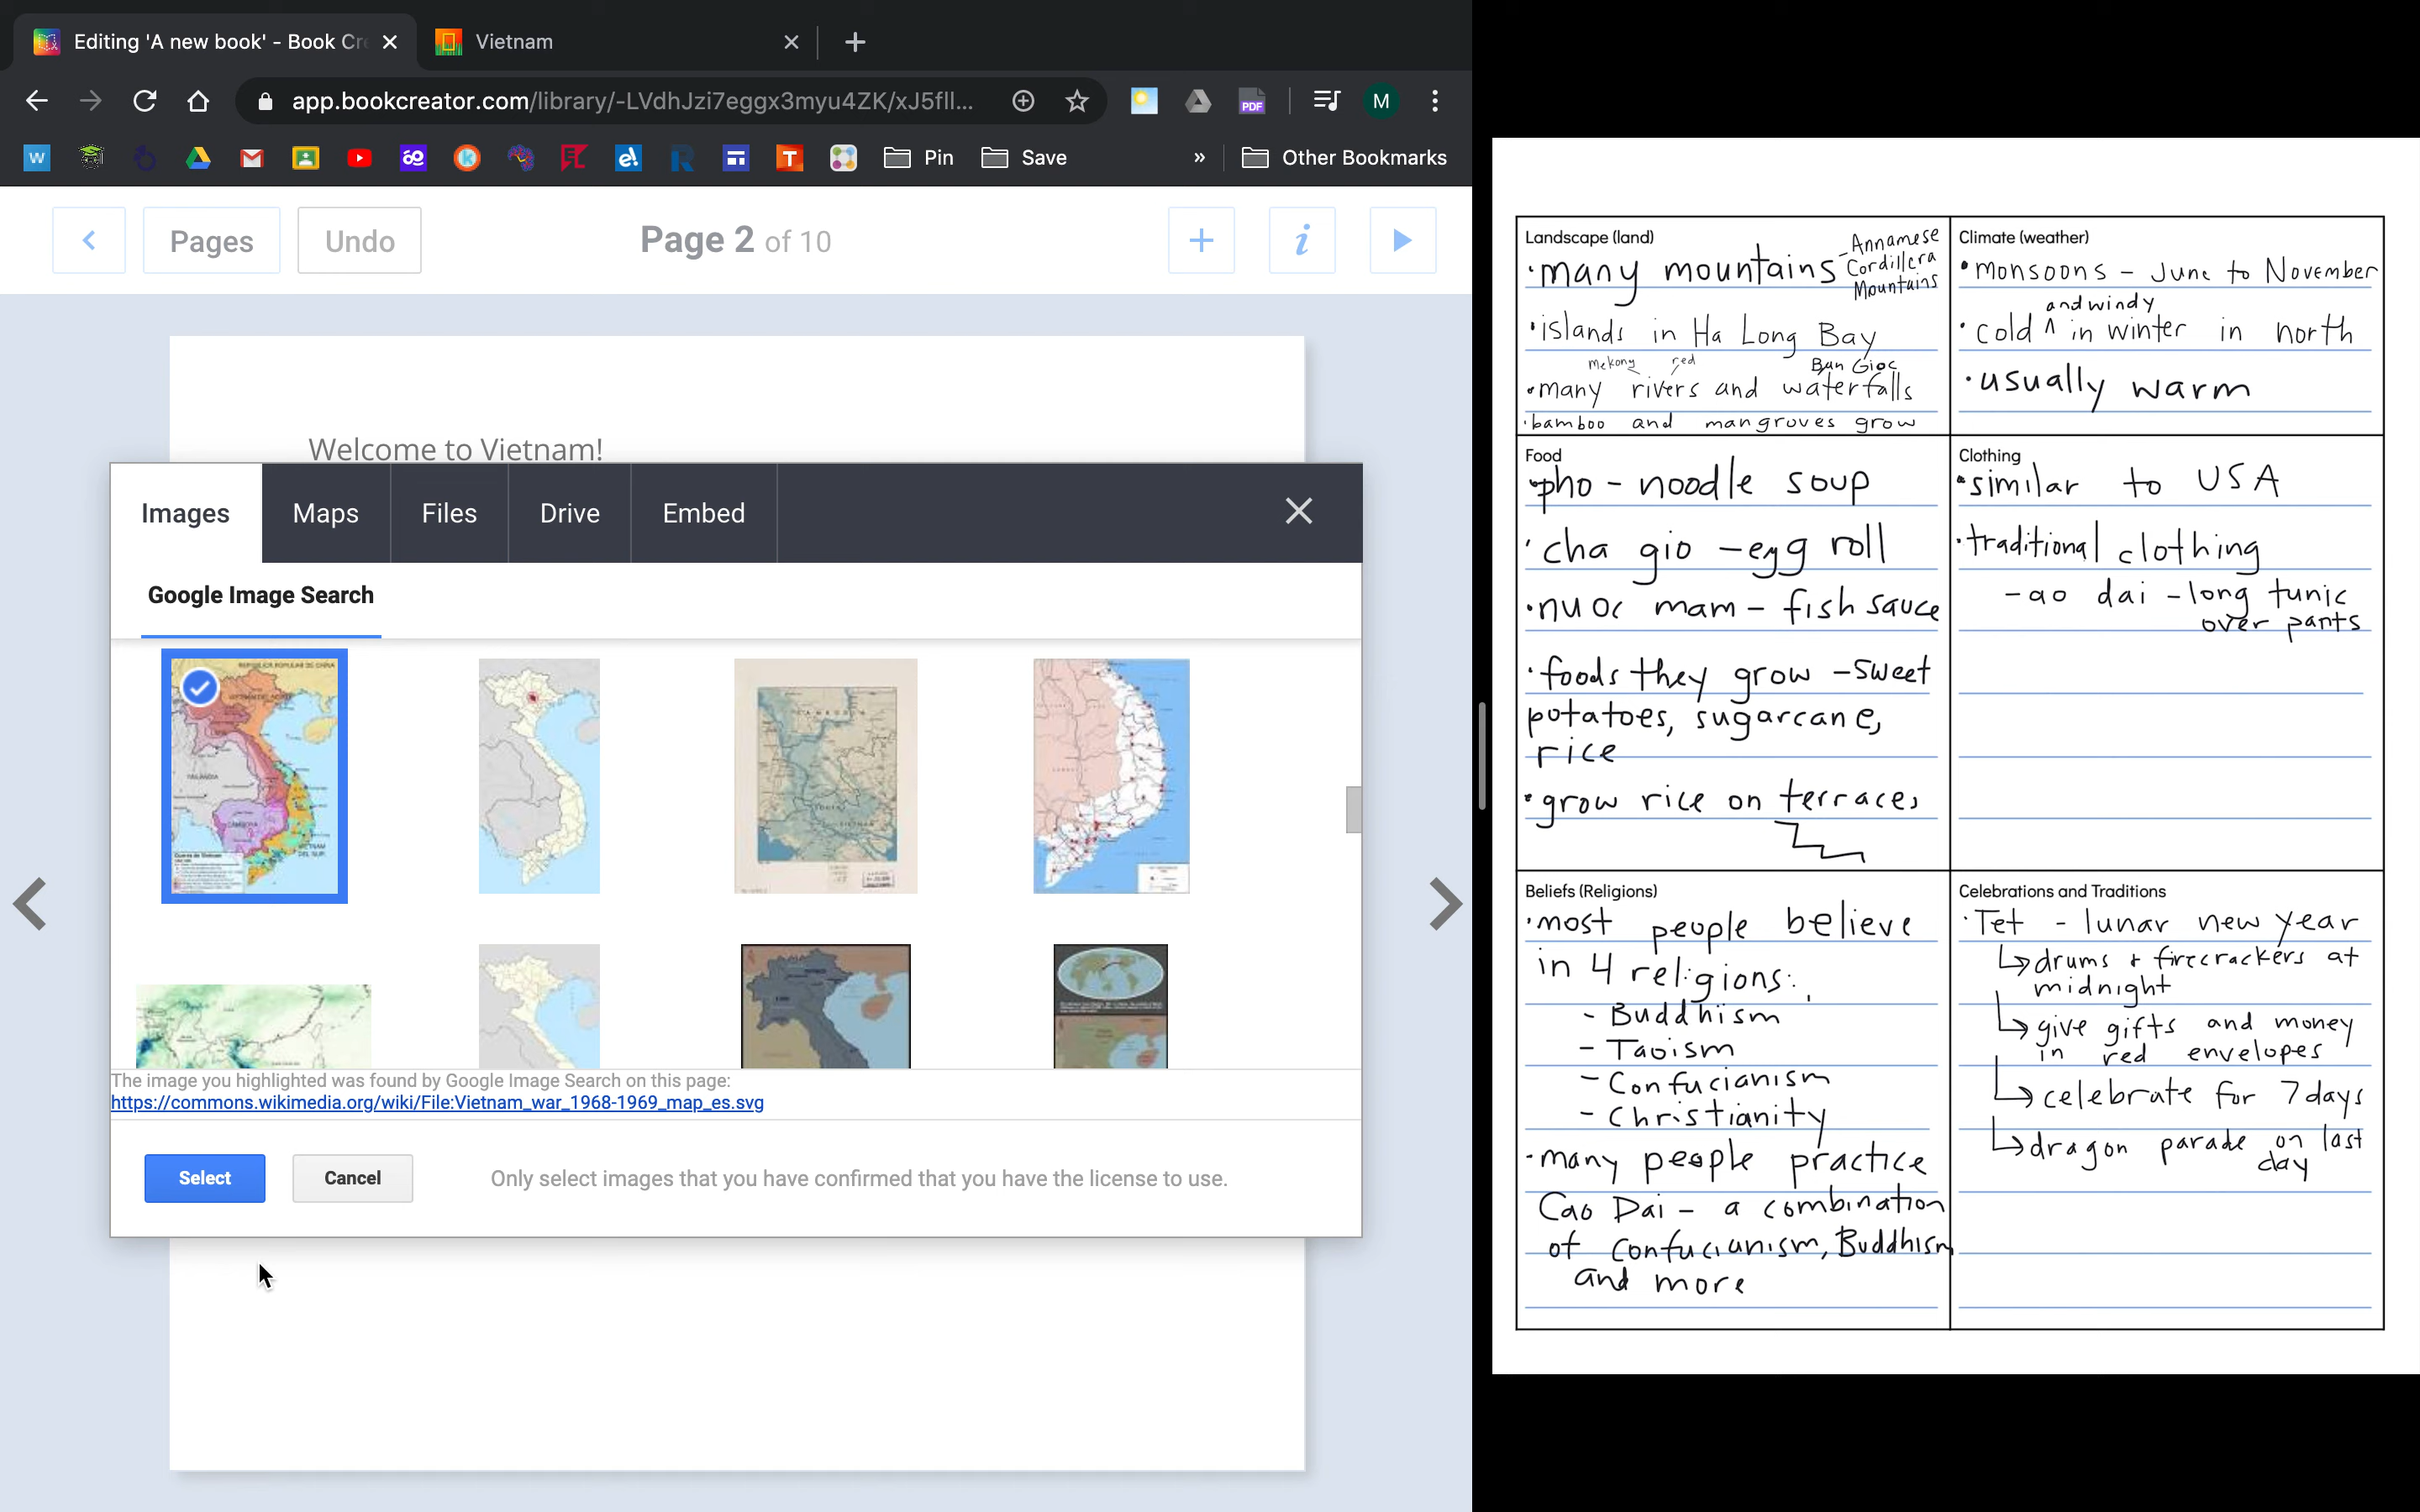 Editing 'A new book' - Book Cre
Vietnam
app.bookcreator.com/library/-LVdhJzi7eggx3myu4ZK/xJ5fII...
PDF
M
Pin
Save
»
Other Bookmarks
Pages
Undo
Page 2 of 10
Welcome to Vietnam!
Images
Maps
Files
Drive
Embed
Google Image Search
The image you highlighted was found by Google Image Search on this page:
https://commons.wikimedia.org/wiki/File:Vietnam_war_1968-1969_map_es.svg
Select
Cancel
Only select images that you have confirmed that you have the license to use.
Landscape (land)
• many mountains - Annamese
Cordillera
Mountains
• islands in Ha Long Bay
mekong red Ban Gioc
• many rivers and waterfalls
• bamboo and mangroves grow
Climate (weather)
• monsoons - June to November
and windy
• cold ^ in winter in north
• usually warm
Food
• pho - noodle soup
• cha gio - egg roll
• nuoc mam - fish sauce
• foods they grow - sweet
potatoes, sugarcane,
rice
• grow rice on terraces
Clothing
• similar to USA
• traditional clothing
- ao dai - long tunic
over pants
Beliefs (Religions)
• most people believe
in 4 religions:
- Buddhism
- Taoism
- Confucianism
- Christianity
• many people practice
Cao Dai - a combination
of Confucianism, Buddhism
and more
Celebrations and Traditions
• Tet - lunar new year
↳ drums + firecrackers at
midnight
↳ give gifts and money
in red envelopes
↳ celebrate for 7 days
↳ dragon parade on last
day